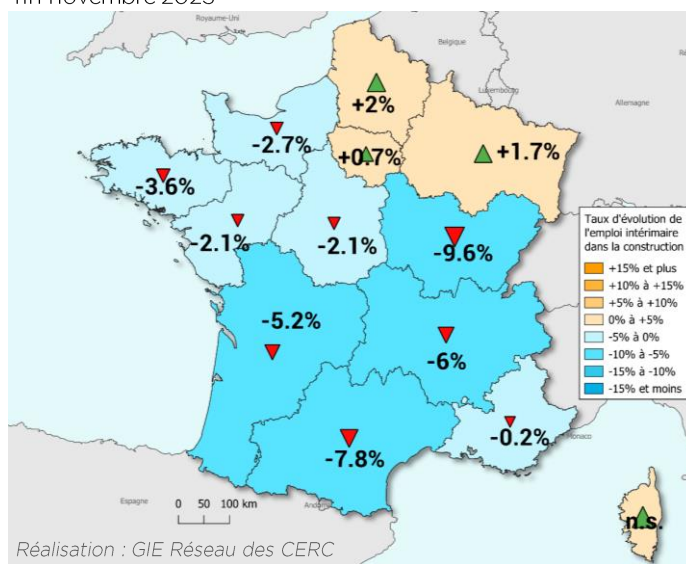 fin novembre 2023
Royaume-Uni
Belgique
Luxembourg
Allemagne
+2%
+0.7%
+1.7%
-2.7%
-3.6%
-2.1%
-2.1%
-9.6%
-5.2%
-6%
-7.8%
-0.2%
Monaco
n.s.
Espagne
0 50 100 km
Taux d'évolution de
l'emploi intérimaire
dans la construction
+15% et plus
+10% à +15%
+5% à +10%
0% à +5%
-5% à 0%
-10% à -5%
-15% à -10%
-15% et moins
Réalisation : GIE Réseau des CERC